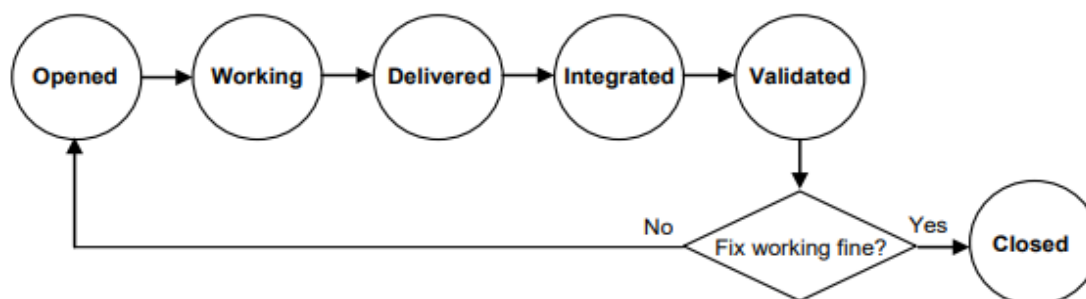 Opened
Working
Delivered
Integrated
Validated
No
Fix working fine?
Yes
Closed